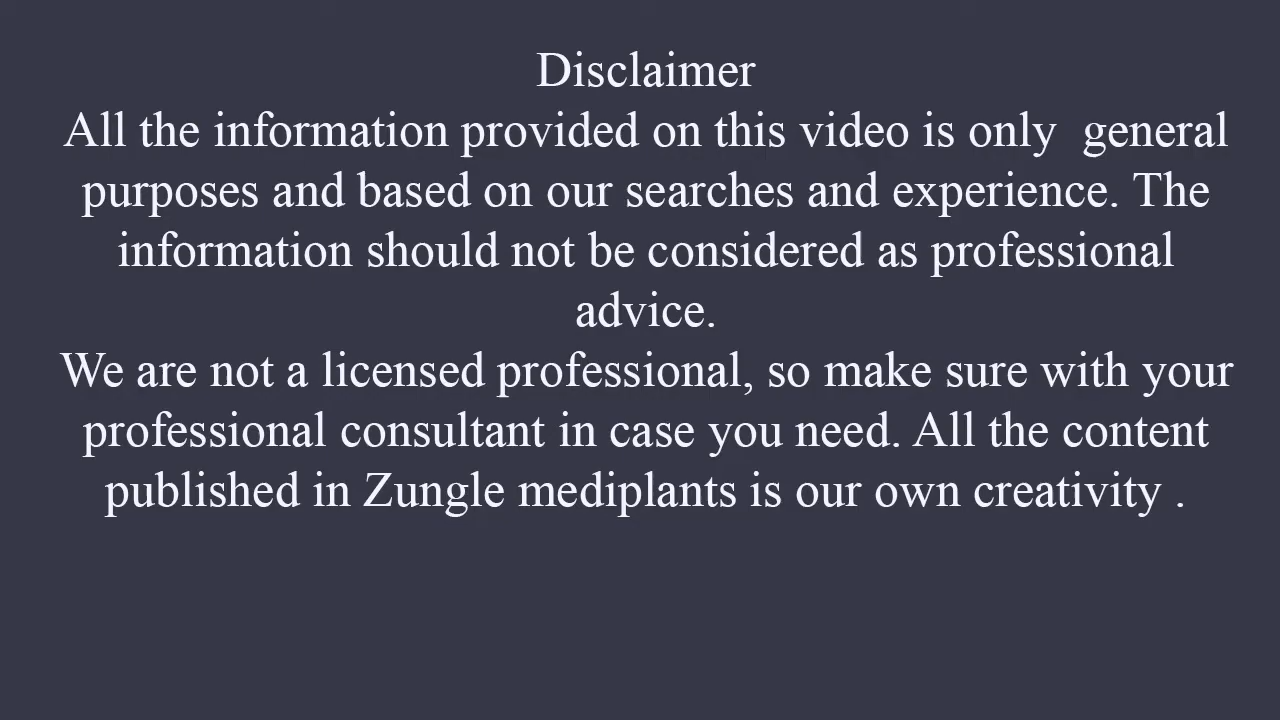 Disclaimer
All the information provided on this video is only  general
purposes and based on our searches and experience. The
information should not be considered as professional
advice.
We are not a licensed professional, so make sure with your
professional consultant in case you need. All the content
published in Zungle mediplants is our own creativity .